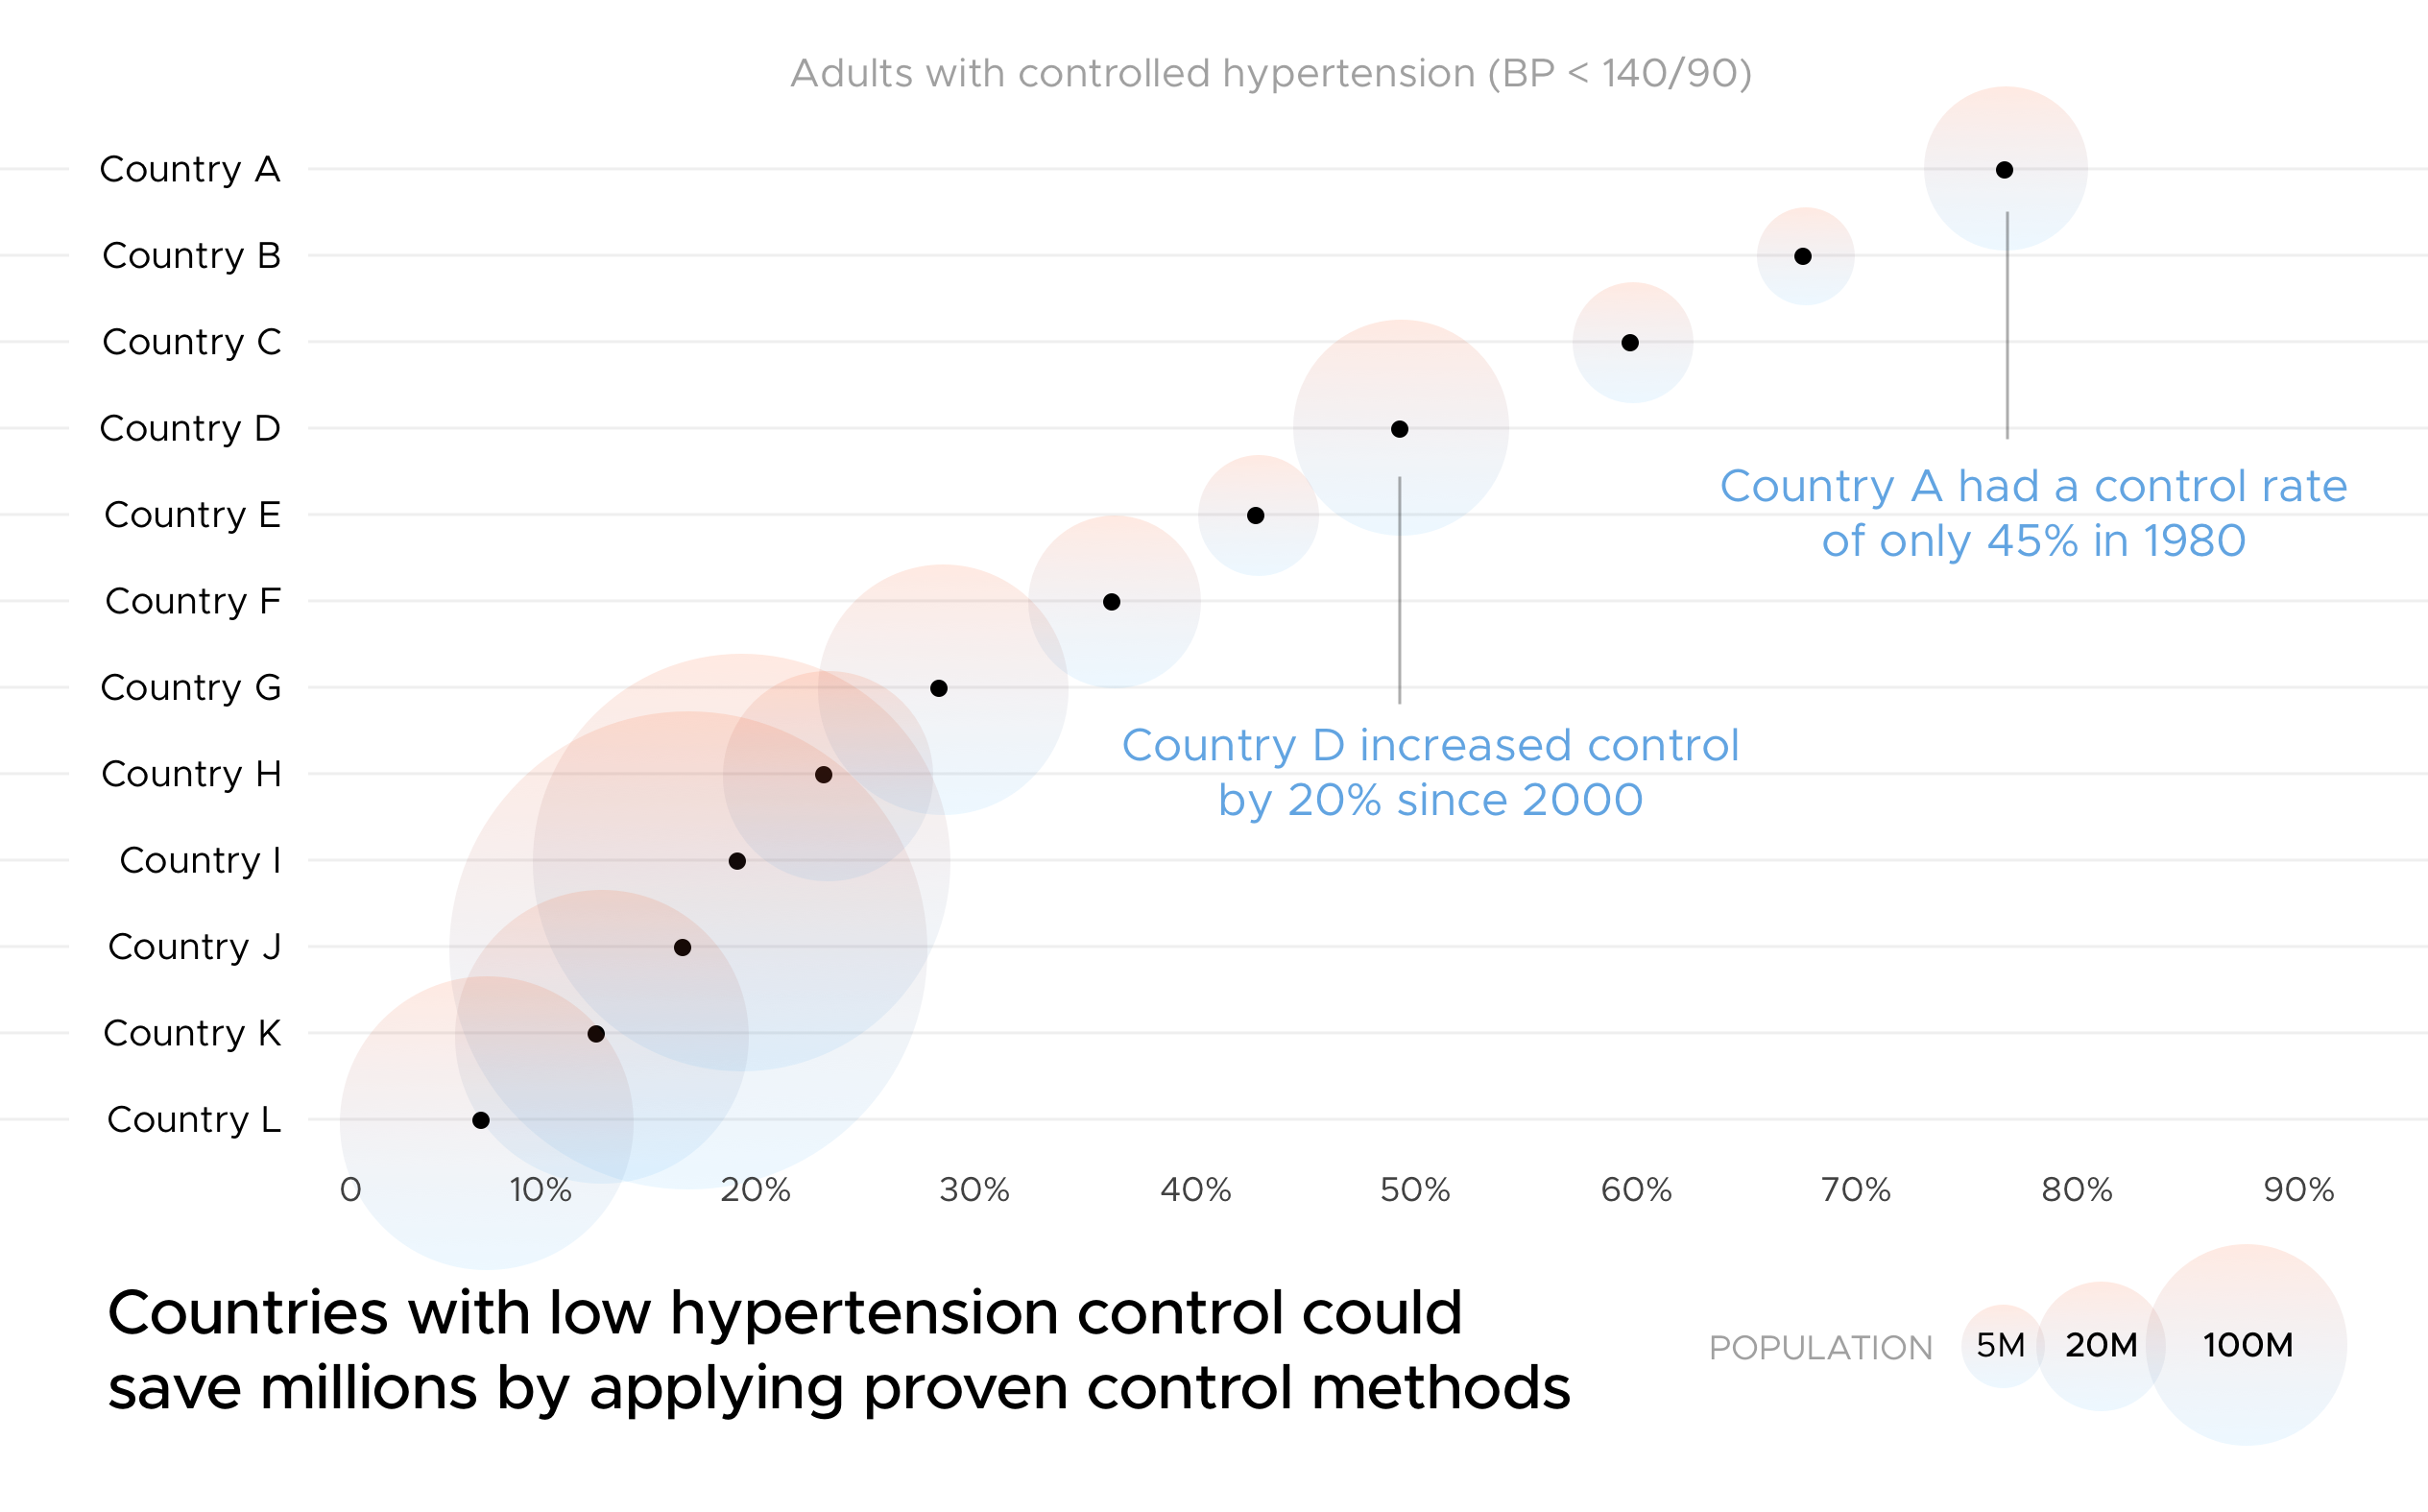 Adults with controlled hypertension (BP < 140/90)
Country A
Country B
Country C
Country D
Country E
Country F
Country G
Country H
Country I
Country J
Country K
Country L
Country A had a control rate
of only 45% in 1980
Country D increased control
by 20% since 2000
0 10% 20% 30% 40% 50% 60% 70% 80% 90%
Countries with low hypertension control could
save millions by applying proven control methods
POPULATION 5M 20M 100M